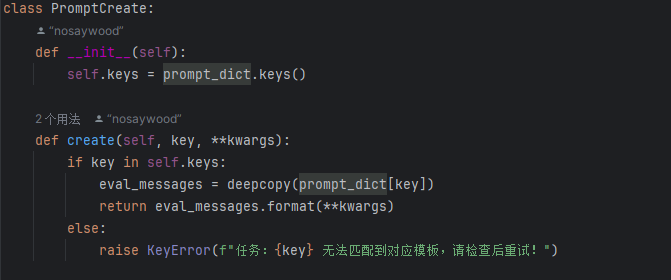 class PromptCreate:
"nosaywood"
def __init__(self):
self.keys = prompt_dict.keys()
2 个用法 "nosaywood"
def create(self, key, **kwargs):
if key in self.keys:
eval_messages = deepcopy(prompt_dict[key])
return eval_messages.format(**kwargs)
else:
raise KeyError(f"任务：{key} 无法匹配到对应模板，请检查后重试！")